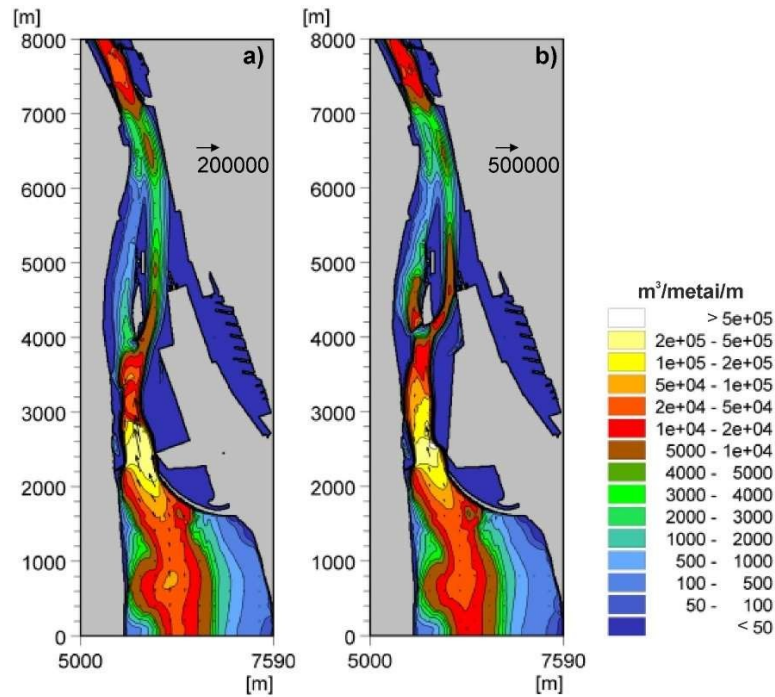 [m] [m]
8000 a) 8000 b)
7000 7000
200000 500000
6000 6000
5000 5000
m³/metai/m
4000 4000
> 5e+05
2e+05 - 5e+05
1e+05 - 2e+05
5e+04 - 1e+05
3000 3000
2e+04 - 5e+04
1e+04 - 2e+04
5000 - 1e+04
4000 - 5000
2000 2000
3000 - 4000
2000 - 3000
1000 - 2000
1000 1000
500 - 1000
100 - 500
50 - 100
0 0
< 50
5000 7590 5000 7590
[m] [m]